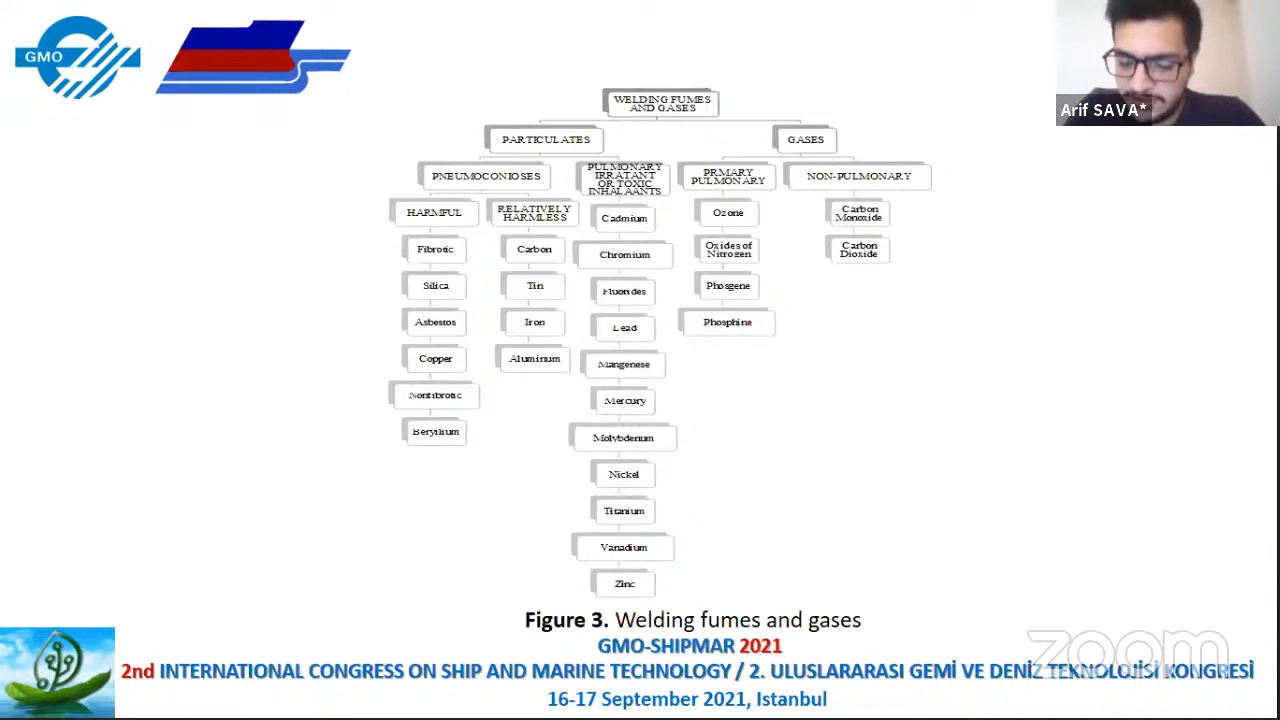 GMO
Arif SAVA*
WELDING FUMES
AND GASES
PARTICULATES
GASES
PNEUMOCONIOSES
PULMONARY
IRRATANT
OR TOXIC
INHALAANTS
PRMARY
PULMONARY
NON-PULMONARY
HARMFUL
RELATIVELY
HARMLESS
Cadmium
Ozone
Carbon
Monoxide
Fibrotic
Carbon
Chromium
Oxides of
Nitrogen
Carbon
Dioxide
Silica
Tin
Fluorides
Phosgene
Asbestos
Iron
Lead
Phosphine
Copper
Aluminum
Mangenese
Nonfibrotic
Mercury
Beryllium
Molybdenum
Nickel
Titanium
Vanadium
Zinc
Figure 3. Welding fumes and gases
GMO-SHIPMAR 2021
2nd INTERNATIONAL CONGRESS ON SHIP AND MARINE TECHNOLOGY / 2. ULUSLARARASI GEMİ VE DENİZ TEKNOLOJİSİ KONGRESİ
16-17 September 2021, Istanbul
zoom